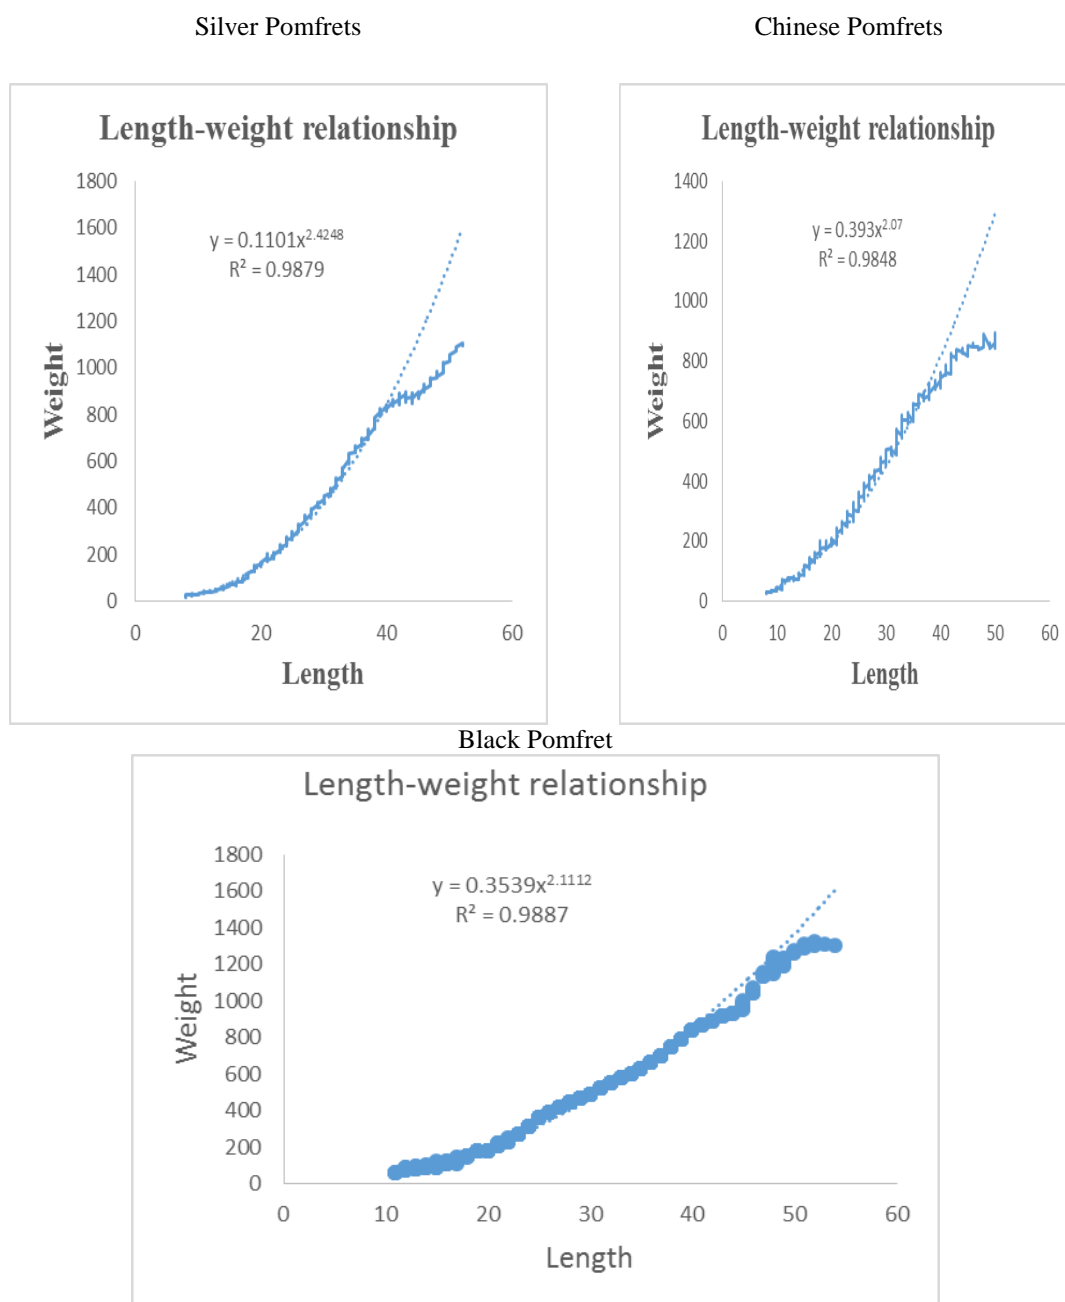 Silver Pomfrets
Chinese Pomfrets
Length-weight relationship
1800
1600
1400
1200
1000
800
600
400
200
0
y = 0.1101x^2.4248
R² = 0.9879
Weight
0 20 40 60
Length
Length-weight relationship
1400
1200
1000
800
600
400
200
0
y = 0.393x^2.07
R² = 0.9848
Weight
0 10 20 30 40 50 60
Length
Black Pomfret
Length-weight relationship
1800
1600
1400
1200
1000
800
600
400
200
0
y = 0.3539x^2.1112
R² = 0.9887
Weight
0 10 20 30 40 50 60
Length